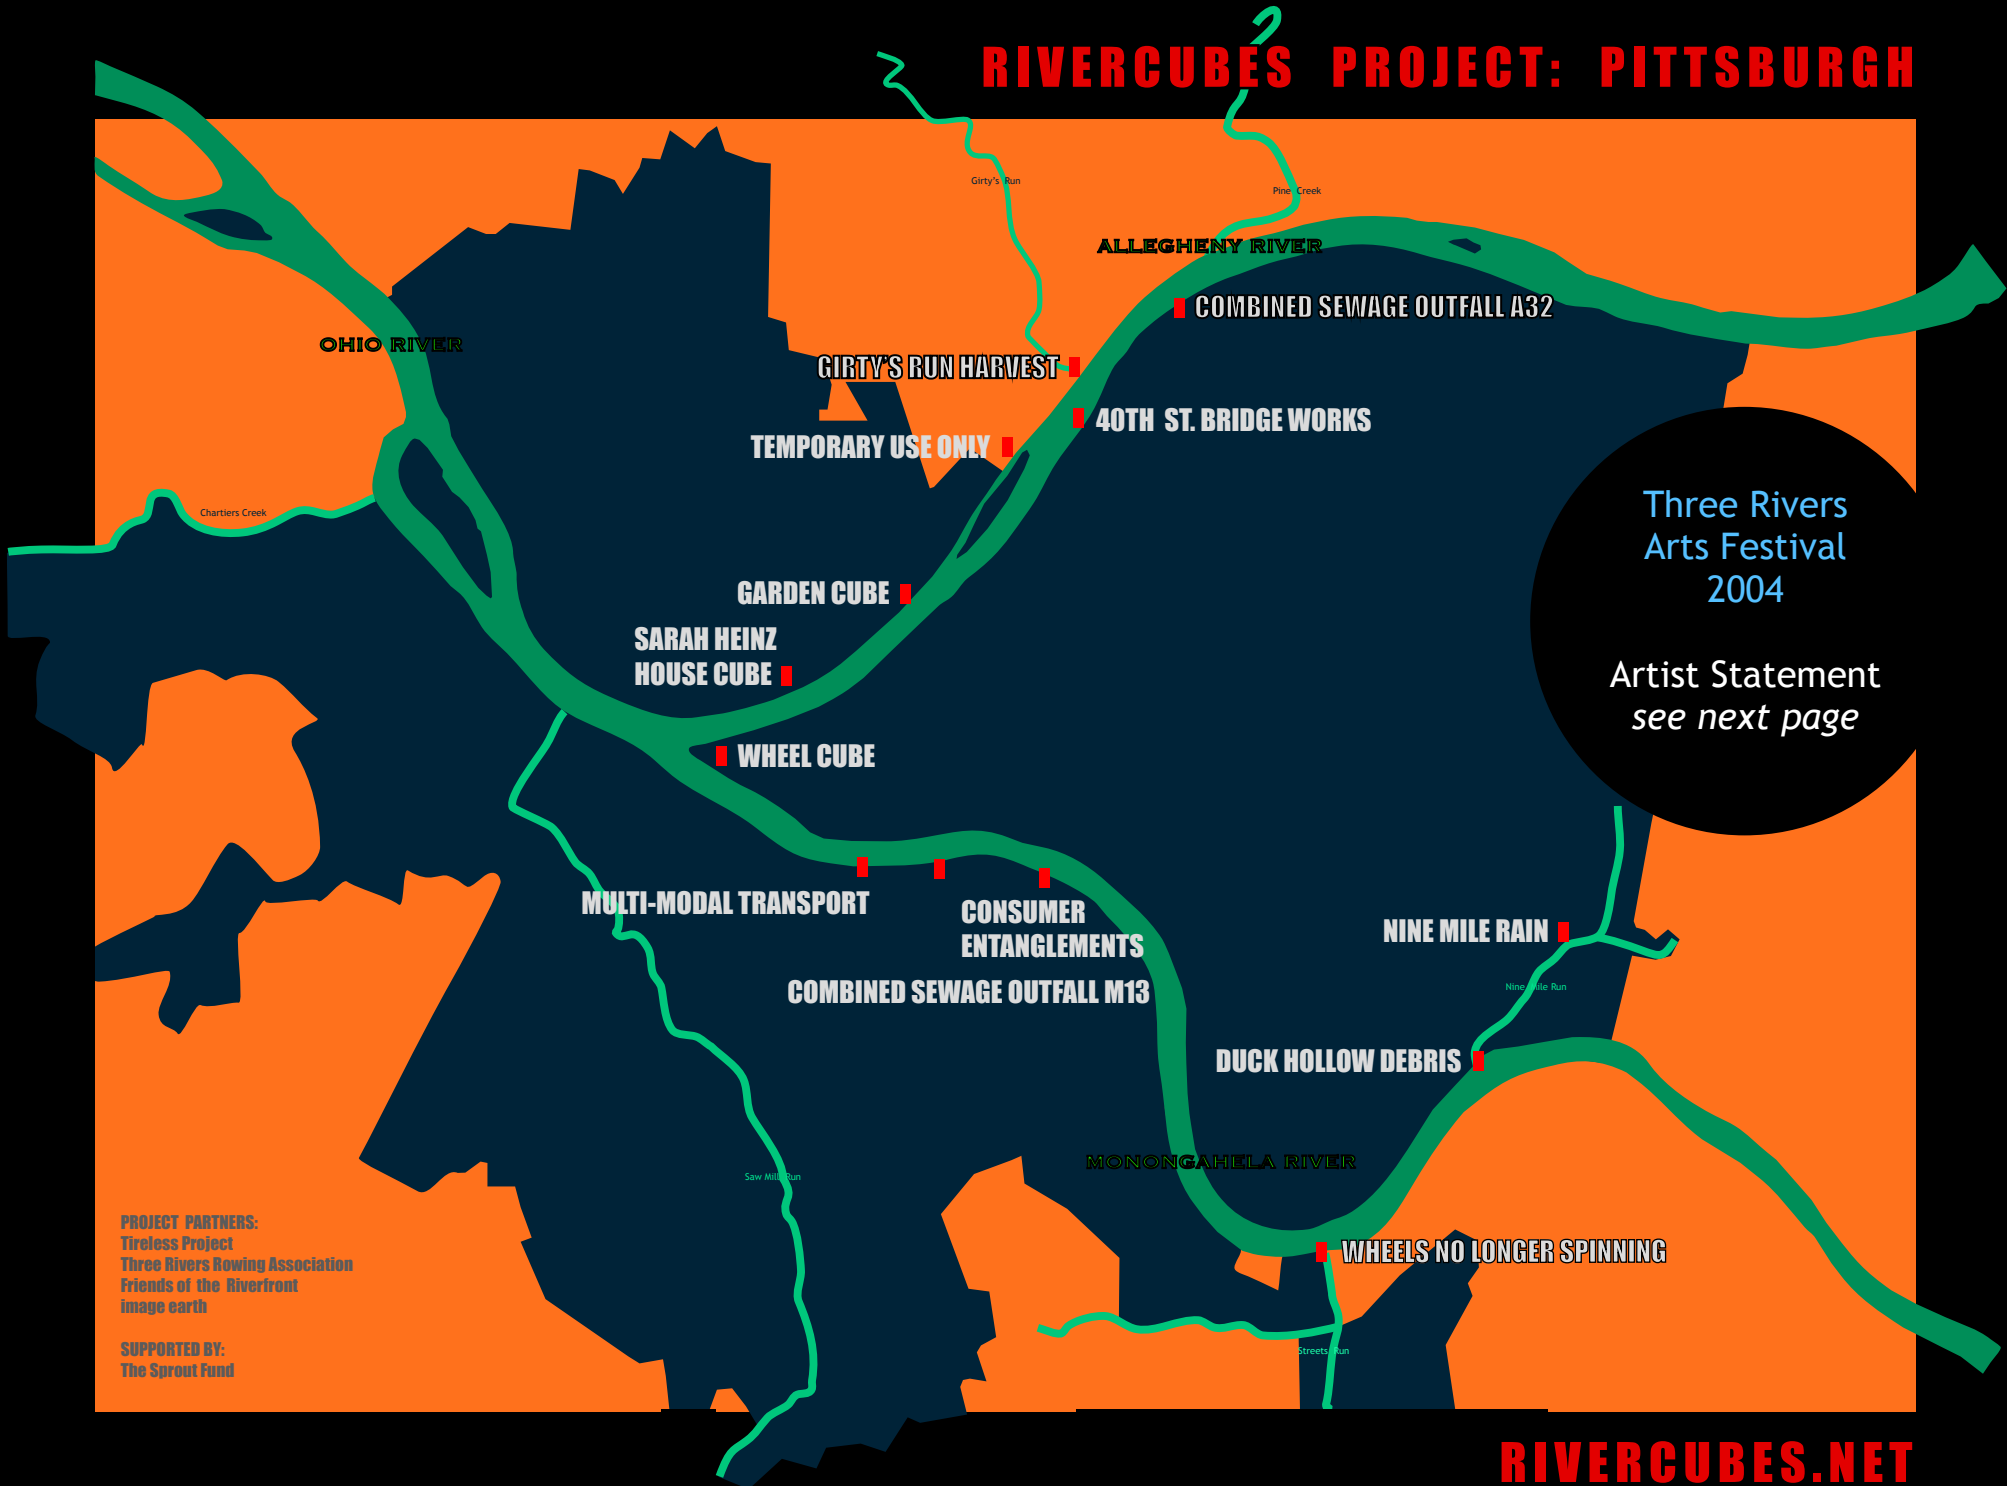 RIVERCUBES PROJECT: PITTSBURGH
Girty's Run
Pine Creek
ALLEGHENY RIVER
COMBINED SEWAGE OUTFALL A32
OHIO RIVER
GIRTY'S RUN HARVEST
40TH ST. BRIDGE WORKS
TEMPORARY USE ONLY
Chartiers Creek
Three Rivers
Arts Festival
2004
Artist Statement
see next page
GARDEN CUBE
SARAH HEINZ
HOUSE CUBE
WHEEL CUBE
MULTI-MODAL TRANSPORT
CONSUMER
ENTANGLEMENTS
COMBINED SEWAGE OUTFALL M13
NINE MILE RAIN
Nine Mile Run
DUCK HOLLOW DEBRIS
MONONGAHELA RIVER
Saw Mill Run
WHEELS NO LONGER SPINNING
Streets Run
PROJECT PARTNERS:
Tireless Project
Three Rivers Rowing Association
Friends of the Riverfront
image earth
SUPPORTED BY:
The Sprout Fund
RIVERCUBES.NET